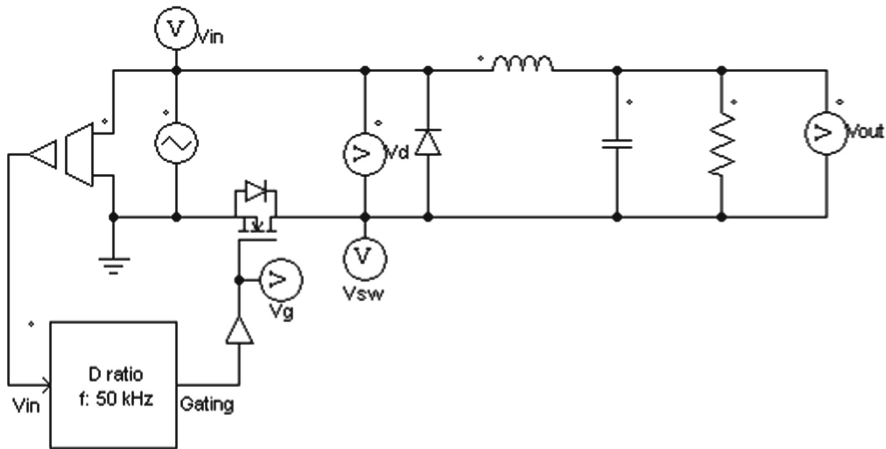 V
Vin
V
Vd
V
Vout
V
Vg
V
Vsw
D ratio
f: 50 kHz
Vin
Gating